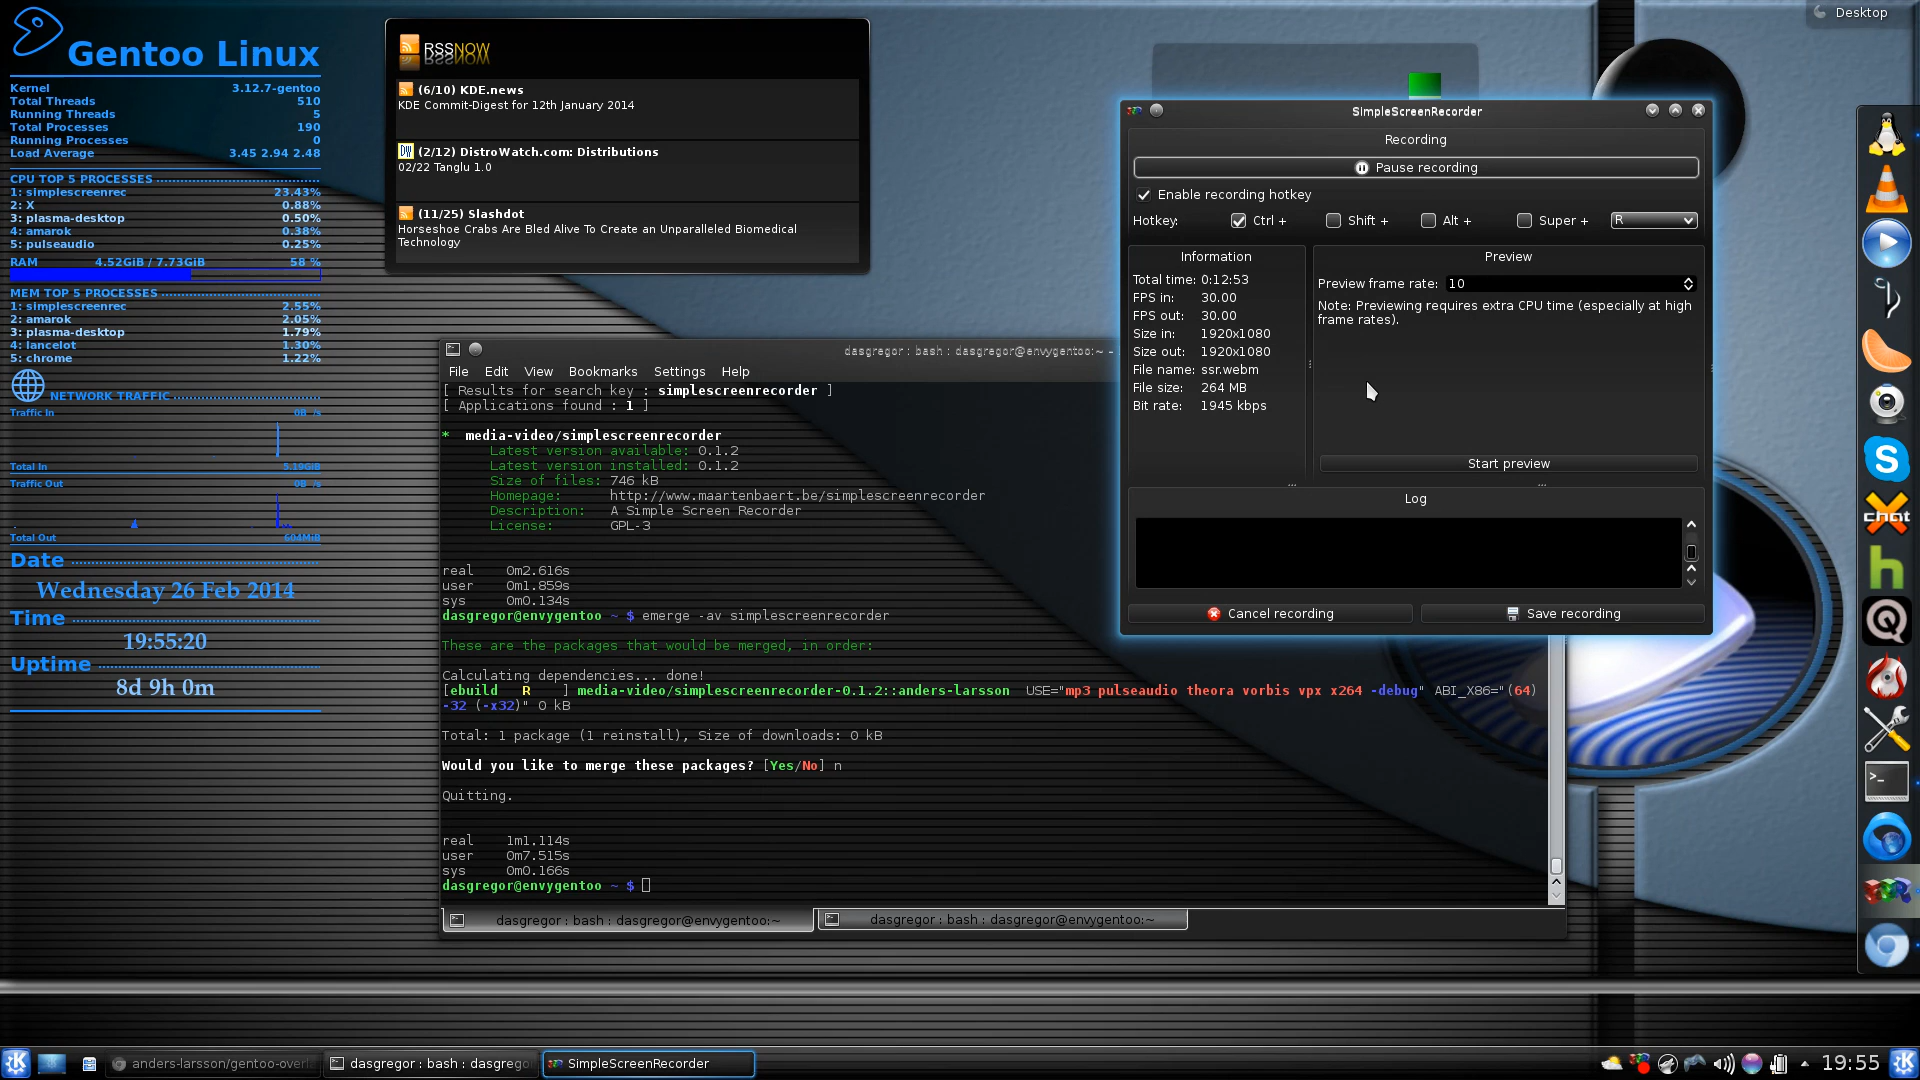 Gentoo Linux
Kernel 3.12.7-gentoo
Total Threads 510
Running Threads 5
Total Processes 190
Running Processes 0
Load Average 3.45 2.94 2.48
CPU TOP 5 PROCESSES
1: simplescreenrec 23.43%
2: X 0.88%
3: plasma-desktop 0.50%
4: amarok 0.38%
5: pulseaudio 0.25%
RAM 4.52GiB / 7.73GiB 58 %
MEM TOP 5 PROCESSES
1: simplescreenrec 2.55%
2: amarok 2.05%
3: plasma-desktop 1.79%
4: lancelot 1.30%
5: chrome 1.22%
NETWORK TRAFFIC
Traffic In 0B /s
Total In 5.19GiB
Traffic Out 0B /s
Total Out 604MiB
Date
Wednesday 26 Feb 2014
Time
19:55:20
Uptime
8d 9h 0m
RSSNOW
(6/10) KDE.news
KDE Commit-Digest for 12th January 2014
DW (2/12) DistroWatch.com: Distributions
02/22 Tanglu 1.0
(11/25) Slashdot
Horseshoe Crabs Are Bled Alive To Create an Unparalleled Biomedical
Technology
dasgregor : bash : dasgregor@envygentoo:~ -
File Edit View Bookmarks Settings Help
[ Results for search key : simplescreenrecorder ]
[ Applications found : 1 ]
* media-video/simplescreenrecorder
Latest version available: 0.1.2
Latest version installed: 0.1.2
Size of files: 746 kB
Homepage: http://www.maartenbaert.be/simplescreenrecorder
Description: A Simple Screen Recorder
License: GPL-3
real 0m2.616s
user 0m1.859s
sys 0m0.134s
dasgregor@envygentoo ~ $ emerge -av simplescreenrecorder
These are the packages that would be merged, in order:
Calculating dependencies... done!
[ebuild R ] media-video/simplescreenrecorder-0.1.2::anders-larsson USE="mp3 pulseaudio theora vorbis vpx x264 -debug" ABI_X86="(64)
-32 (-x32)" 0 kB
Total: 1 package (1 reinstall), Size of downloads: 0 kB
Would you like to merge these packages? [Yes/No] n
Quitting.
real 1m1.114s
user 0m7.515s
sys 0m0.166s
dasgregor@envygentoo ~ $
dasgregor : bash : dasgregor@envygentoo:~
dasgregor : bash : dasgregor@envygentoo:~
Desktop
SimpleScreenRecorder
Recording
Pause recording
Enable recording hotkey
Hotkey: Ctrl + Shift + Alt + Super + R
Information
Total time: 0:12:53
FPS in: 30.00
FPS out: 30.00
Size in: 1920x1080
Size out: 1920x1080
File name: ssr.webm
File size: 264 MB
Bit rate: 1945 kbps
Preview
Preview frame rate: 10
Note: Previewing requires extra CPU time (especially at high
frame rates).
Start preview
Log
Cancel recording
Save recording
chat
anders-larsson/gentoo-over
dasgregor : bash : dasgrego
SimpleScreenRecorder
19:55